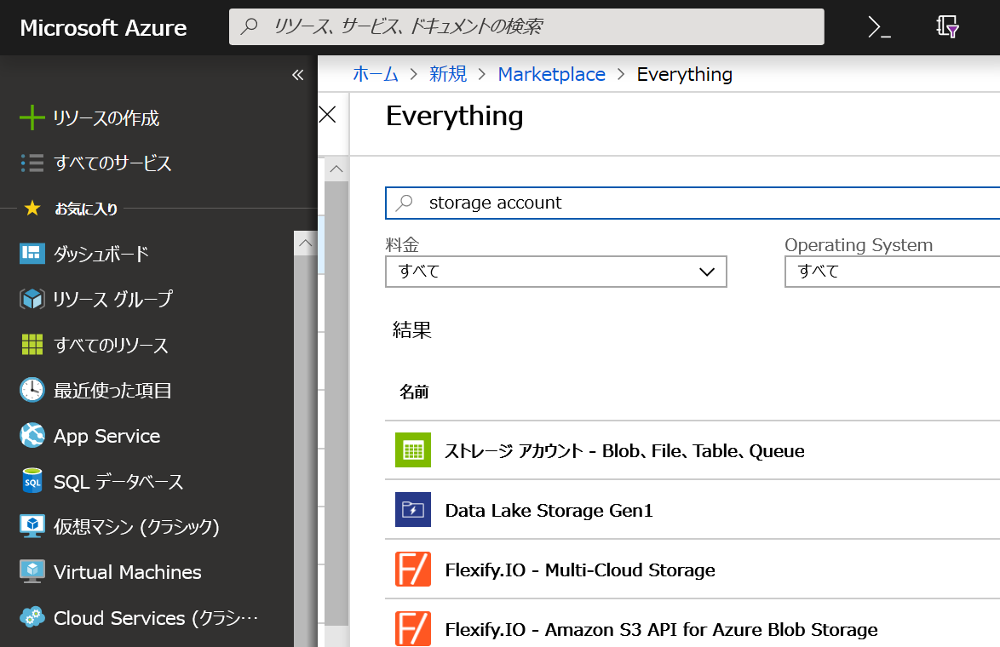 Microsoft Azure
リソース、サービス、ドキュメントの検索
リソースの作成
すべてのサービス
お気に入り
ダッシュボード
リソース グループ
すべてのリソース
最近使った項目
App Service
SQL データベース
仮想マシン (クラシック)
Virtual Machines
Cloud Services (クラシ…
ホーム > 新規 > Marketplace > Everything
Everything
storage account
料金
すべて
Operating System
すべて
結果
名前
ストレージ アカウント - Blob、File、Table、Queue
Data Lake Storage Gen1
Flexify.IO - Multi-Cloud Storage
Flexify.IO - Amazon S3 API for Azure Blob Storage